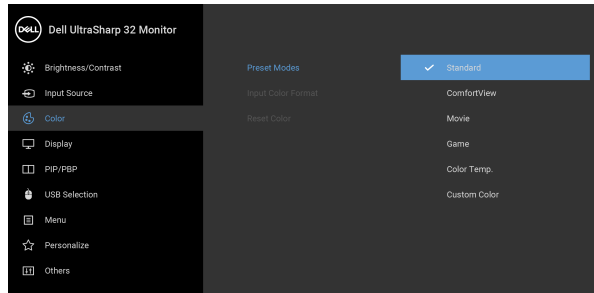 DELL Dell UltraSharp 32 Monitor
Brightness/Contrast Preset Modes Standard
Input Source Input Color Format ComfortView
Color Reset Color Movie
Display Game
PIP/PBP Color Temp.
USB Selection Custom Color
Menu
Personalize
Others